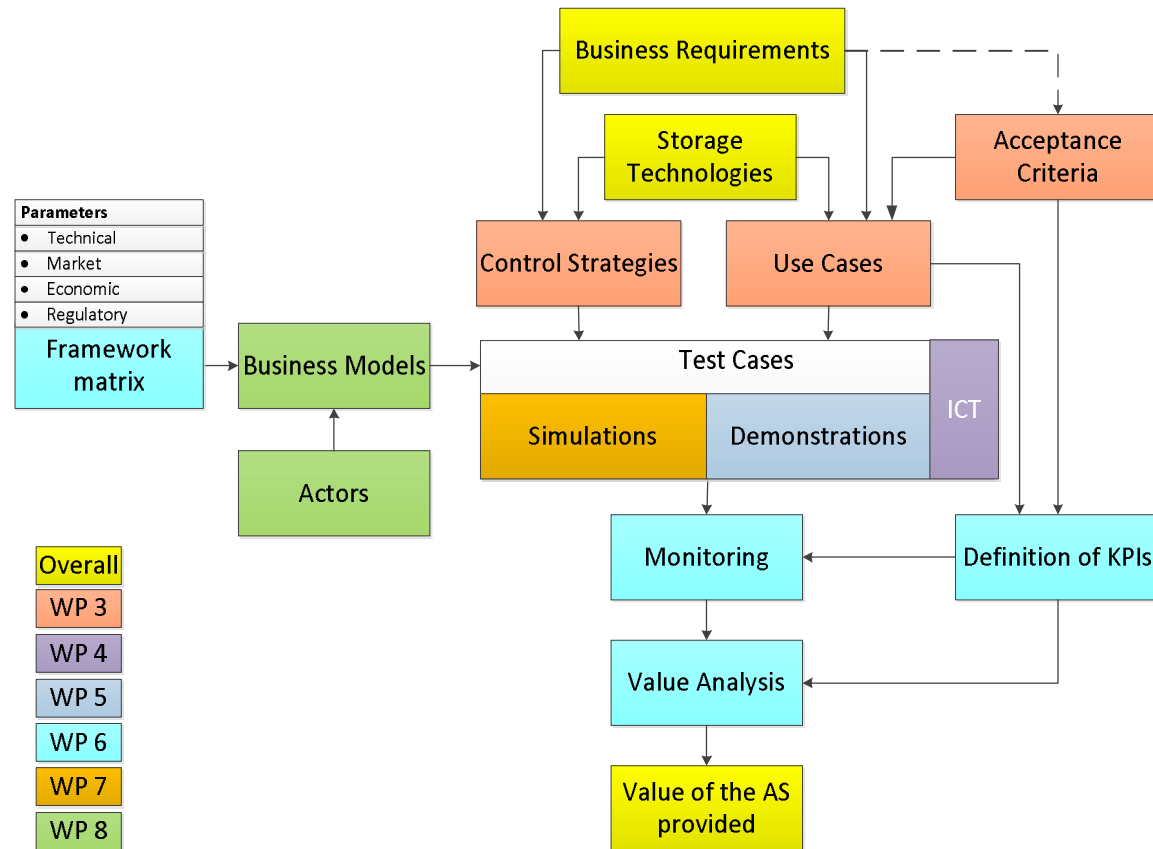 Business Requirements
Storage
Technologies
Acceptance
Criteria
Parameters
• Technical
• Market
• Economic
• Regulatory
Framework
matrix
Control Strategies
Use Cases
Business Models
Test Cases
ICT
Simulations
Demonstrations
Actors
Monitoring
Definition of KPIs
Value Analysis
Value of the AS
provided
Overall
WP 3
WP 4
WP 5
WP 6
WP 7
WP 8